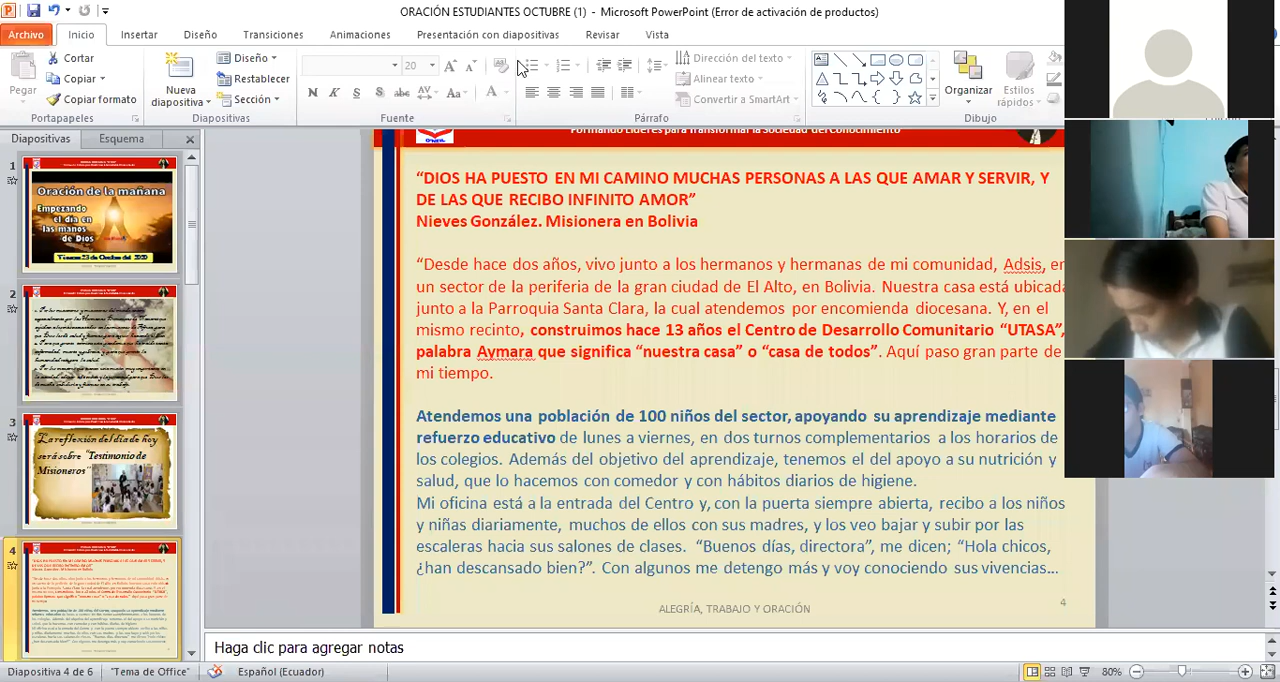 ORACIÓN ESTUDIANTES OCTUBRE (1) - Microsoft PowerPoint (Error de activación de productos)
Archivo Inicio Insertar Diseño Transiciones Animaciones Presentación con diapositivas Revisar Vista
Pegar
Cortar
Copiar
Copiar formato
Portapapeles
Nueva diapositiva
Diseño
Restablecer
Sección
Diapositivas
20
Fuente
Párrafo
Dirección del texto
Alinear texto
Convertir a SmartArt
Organizar
Estilos rápidos
Dibujo
Diapositivas Esquema
1
Oración de la mañana
Empezando
el día en
las manos
de Dios
Viernes 23 de Octubre del 2020
2
3
La reflexión del día de hoy
será sobre "Testimonio de
Misioneros"
4
Formando Líderes para Transformar la Sociedad del Conocimiento
“DIOS HA PUESTO EN MI CAMINO MUCHAS PERSONAS A LAS QUE AMAR Y SERVIR, Y
DE LAS QUE RECIBO INFINITO AMOR”
Nieves González. Misionera en Bolivia
“Desde hace dos años, vivo junto a los hermanos y hermanas de mi comunidad, Adsis, en
un sector de la periferia de la gran ciudad de El Alto, en Bolivia. Nuestra casa está ubicada
junto a la Parroquia Santa Clara, la cual atendemos por encomienda diocesana. Y, en el
mismo recinto, construimos hace 13 años el Centro de Desarrollo Comunitario “UTASA”,
palabra Aymara que significa “nuestra casa” o “casa de todos”. Aquí paso gran parte de
mi tiempo.
Atendemos una población de 100 niños del sector, apoyando su aprendizaje mediante
refuerzo educativo de lunes a viernes, en dos turnos complementarios a los horarios de
los colegios. Además del objetivo del aprendizaje, tenemos el del apoyo a su nutrición y
salud, que lo hacemos con comedor y con hábitos diarios de higiene.
Mi oficina está a la entrada del Centro y, con la puerta siempre abierta, recibo a los niños
y niñas diariamente, muchos de ellos con sus madres, y los veo bajar y subir por las
escaleras hacia sus salones de clases. “Buenos días, directora”, me dicen; “Hola chicos,
¿han descansado bien?”. Con algunos me detengo más y voy conociendo sus vivencias...
ALEGRÍA, TRABAJO Y ORACIÓN
4
Haga clic para agregar notas
Diapositiva 4 de 6 "Tema de Office" Español (Ecuador) 80%